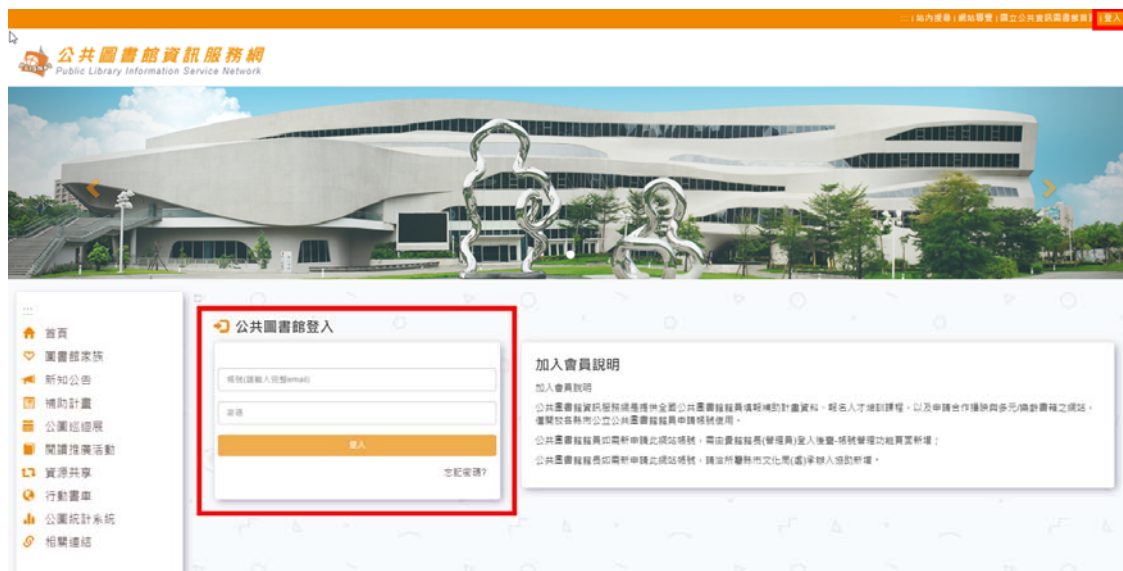 ::: | 站內搜尋 | 網站導覽 | 國立公共資訊圖書館首頁 | 登入
公共圖書館資訊服務網
Public Library Information Service Network
:::
首頁
圖書館家族
新知公告
補助計畫
公圖巡迴展
閱讀推廣活動
資源共享
行動書車
公圖統計系統
相關連結
公共圖書館登入
帳號(請輸入完整email)
密碼
登入
忘記密碼?
加入會員說明
加入會員說明
公共圖書館資訊服務網是提供全國公共圖書館館員填報補助計畫資料、報名人才培訓課程，以及申請合作播映與多元/樂齡書箱之網站，
僅開放各縣市公立公共圖書館館員申請帳號使用。
公共圖書館館員如需新申請此網站帳號，需由貴館館長(管理員)登入後臺-帳號管理功能頁面新增；
公共圖書館館長如需新申請此網站帳號，請洽所屬縣市文化局(處)承辦人協助新增。